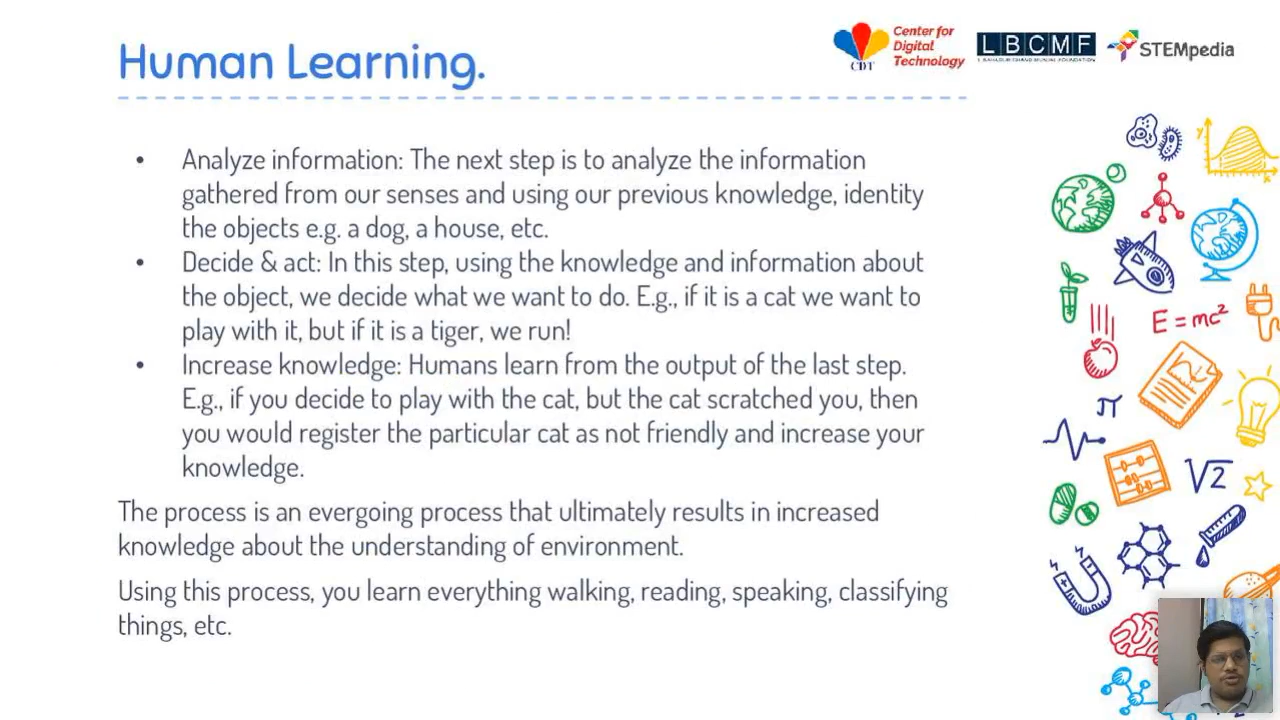 Human Learning.
Center for
Digital
Technology
CDT
LBCMF
STEMpedia
• Analyze information: The next step is to analyze the information
gathered from our senses and using our previous knowledge, identity
the objects e.g. a dog, a house, etc.
• Decide & act: In this step, using the knowledge and information about
the object, we decide what we want to do. E.g., if it is a cat we want to
play with it, but if it is a tiger, we run!
• Increase knowledge: Humans learn from the output of the last step.
E.g., if you decide to play with the cat, but the cat scratched you, then
you would register the particular cat as not friendly and increase your
knowledge.
The process is an evergoing process that ultimately results in increased
knowledge about the understanding of environment.
Using this process, you learn everything walking, reading, speaking, classifying
things, etc.
y
x
E = mc²
π
√2